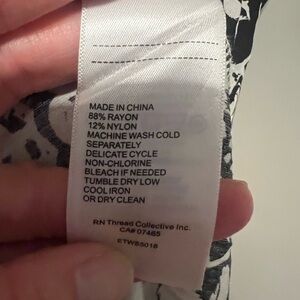 MADE IN CHINA
88% RAYON
12% NYLON
MACHINE WASH COLD
SEPARATELY
DELICATE CYCLE
NON-CHLORINE
BLEACH IF NEEDED
TUMBLE DRY LOW
COOL IRON
OR DRY CLEAN
RN Thread Collective Inc.
CA# 07485
ETW85018